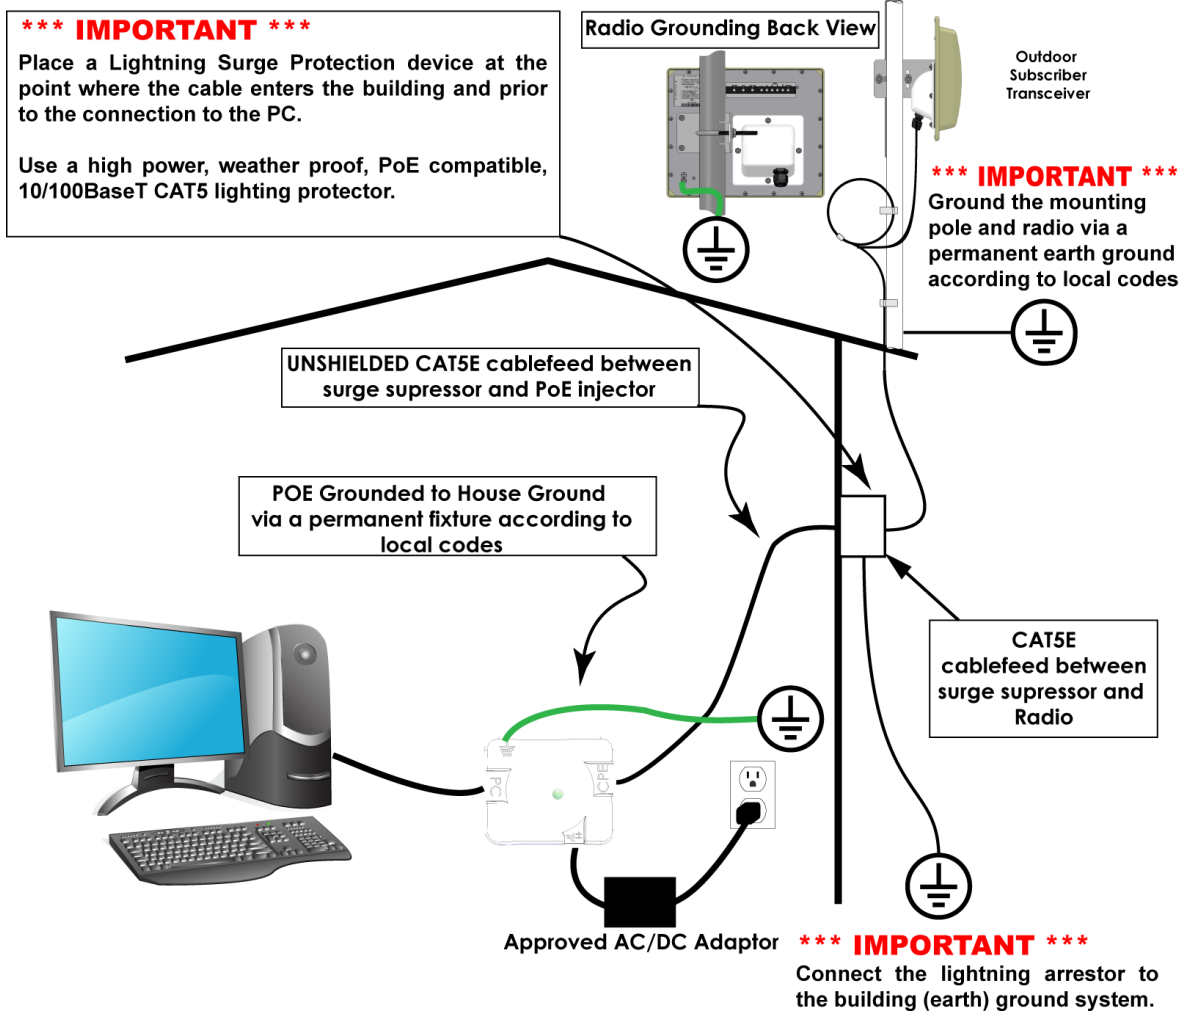 *** IMPORTANT ***
Place a Lightning Surge Protection device at the
point where the cable enters the building and prior
to the connection to the PC.
Use a high power, weather proof, PoE compatible,
10/100BaseT CAT5 lighting protector.
Radio Grounding Back View
Outdoor
Subscriber
Transceiver
*** IMPORTANT ***
Ground the mounting
pole and radio via a
permanent earth ground
according to local codes
UNSHIELDED CAT5E cablefeed between
surge supressor and PoE injector
POE Grounded to House Ground
via a permanent fixture according to
local codes
CAT5E
cablefeed between
surge supressor and
Radio
PC
CPE
Approved AC/DC Adaptor
*** IMPORTANT ***
Connect the lightning arrestor to
the building (earth) ground system.